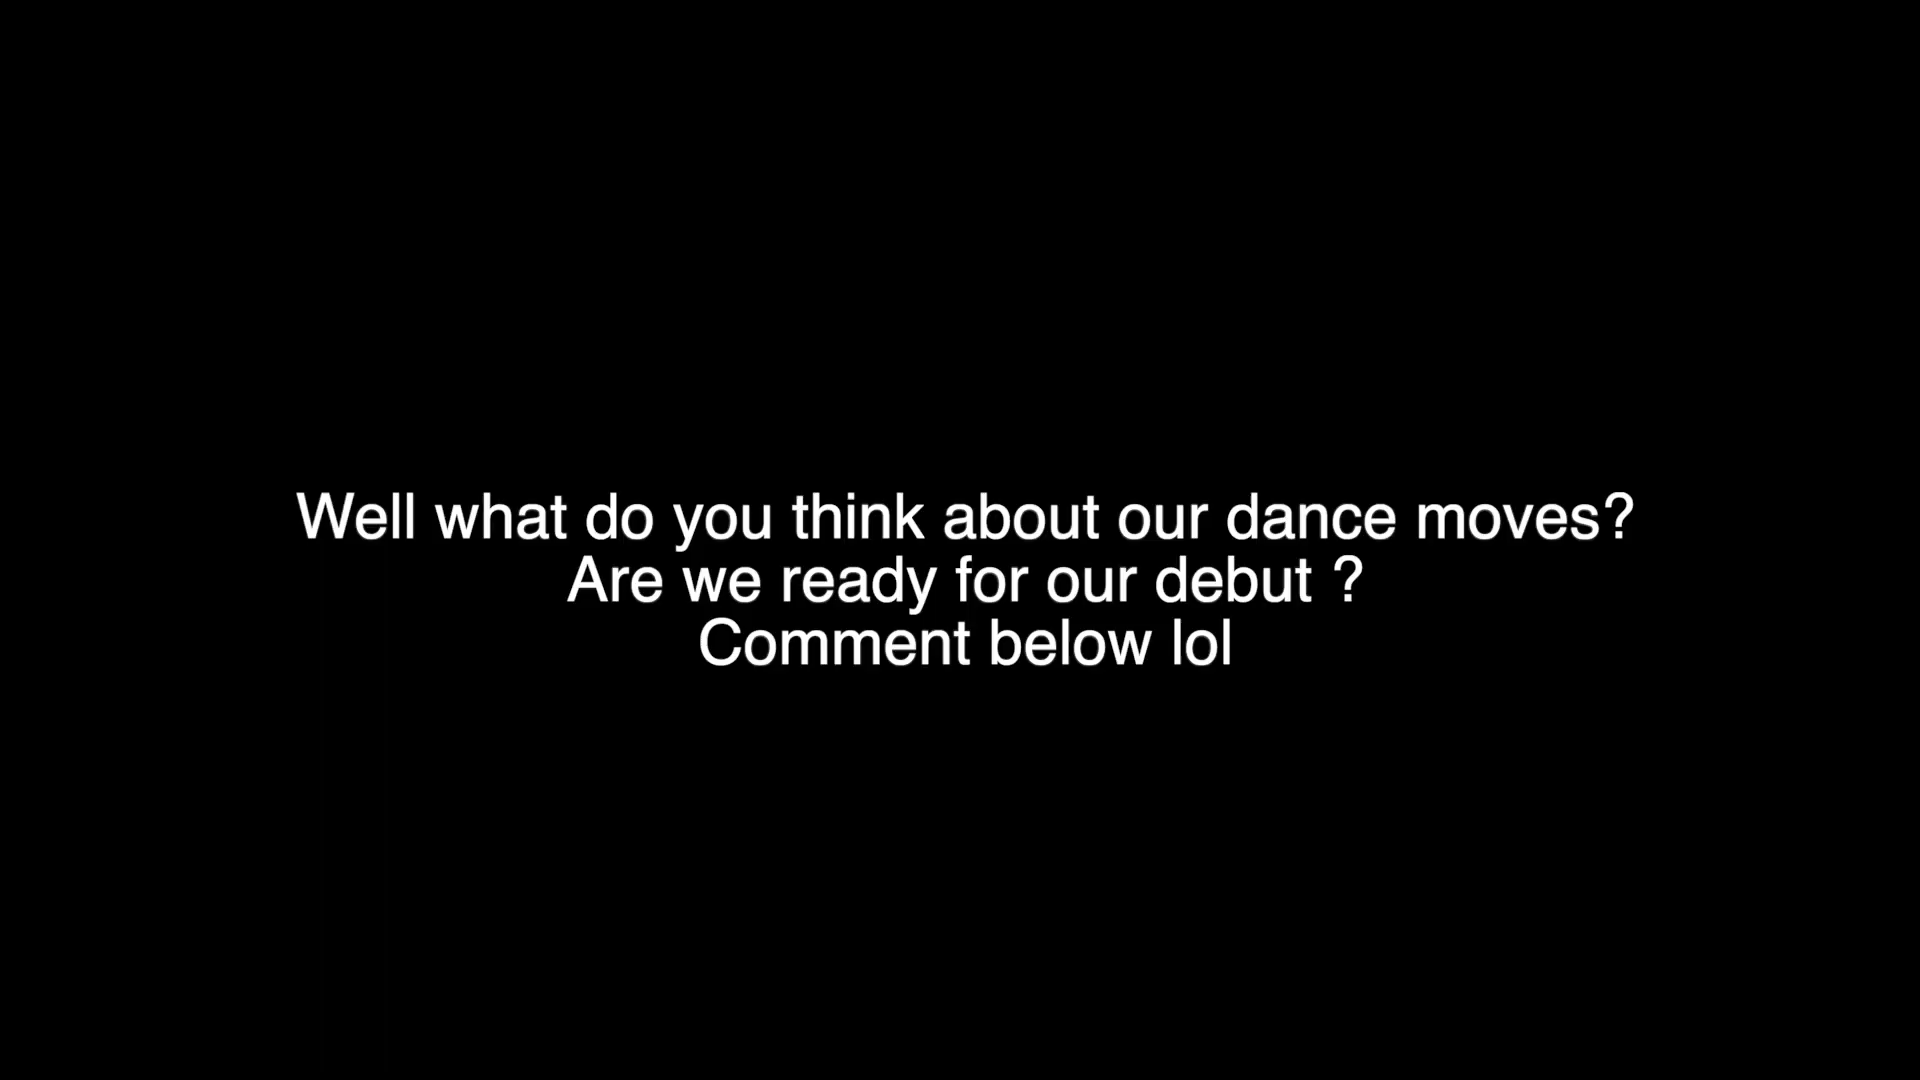 Well what do you think about our dance moves?
Are we ready for our debut ?
Comment below lol